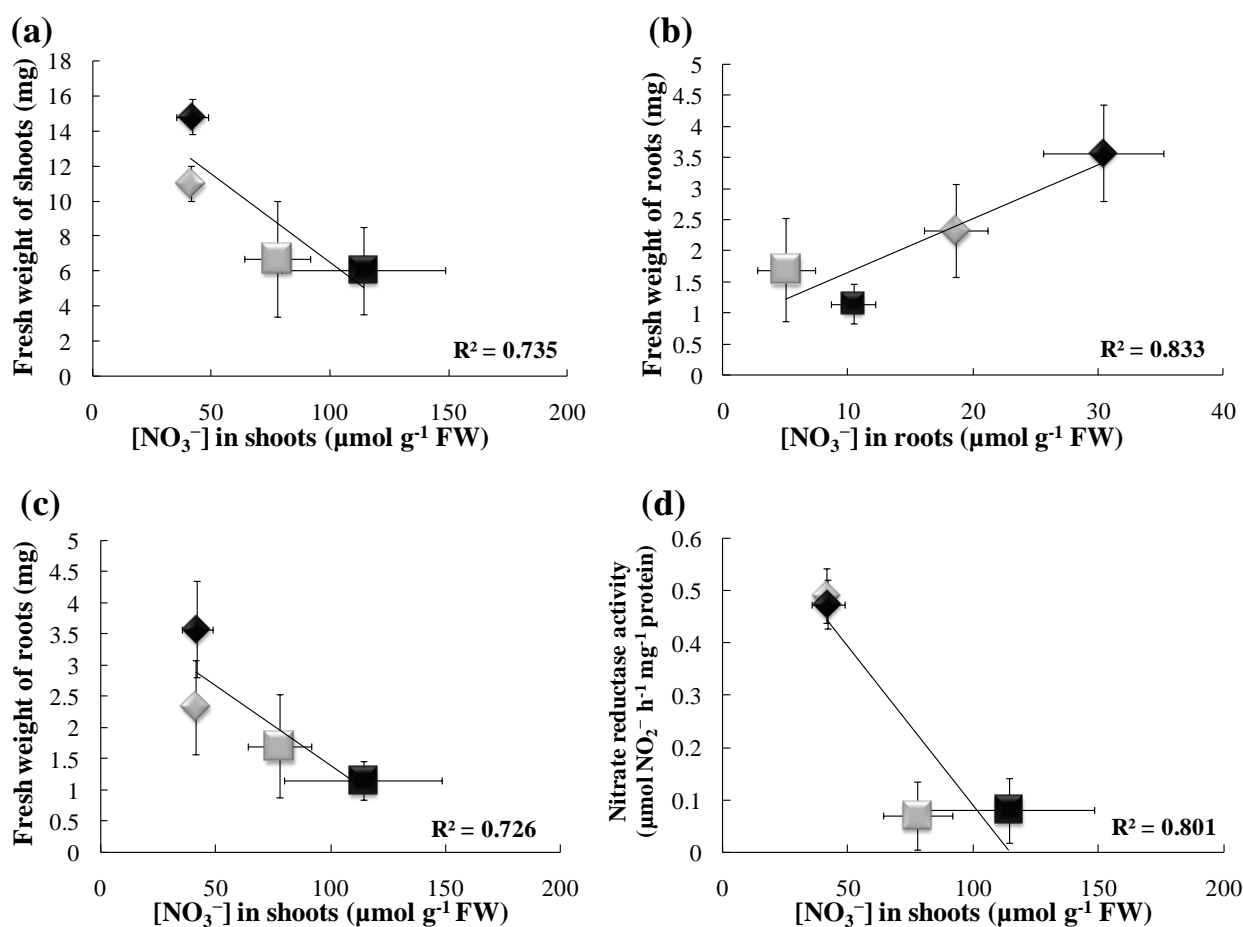 (a)
Fresh weight of shoots (mg)
18
16
14
12
10
8
6
4
2
0
R² = 0.735
0 50 100 150 200
[NO₃⁻] in shoots (µmol g⁻¹ FW)
(b)
Fresh weight of roots (mg)
5
4.5
4
3.5
3
2.5
2
1.5
1
0.5
0
R² = 0.833
0 10 20 30 40
[NO₃⁻] in roots (µmol g⁻¹ FW)
(c)
Fresh weight of roots (mg)
5
4.5
4
3.5
3
2.5
2
1.5
1
0.5
0
R² = 0.726
0 50 100 150 200
[NO₃⁻] in shoots (µmol g⁻¹ FW)
(d)
Nitrate reductase activity
(µmol NO₂⁻ h⁻¹ mg⁻¹ protein)
0.6
0.5
0.4
0.3
0.2
0.1
0
R² = 0.801
0 50 100 150 200
[NO₃⁻] in shoots (µmol g⁻¹ FW)